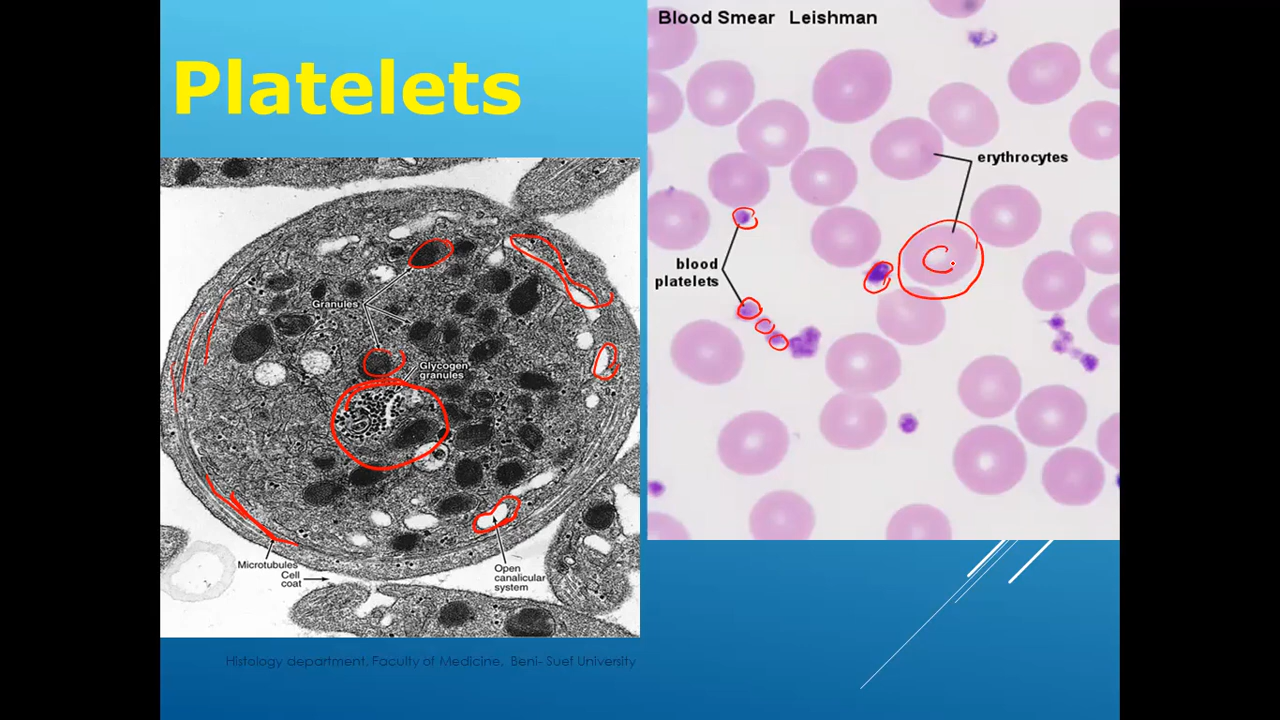 Platelets
Granules
Glycogen
granules
Microtubules
Cell
coat
Open
canalicular
system
Blood Smear Leishman
erythrocytes
blood
platelets
Histology department, Faculty of Medicine, Beni- Suef University